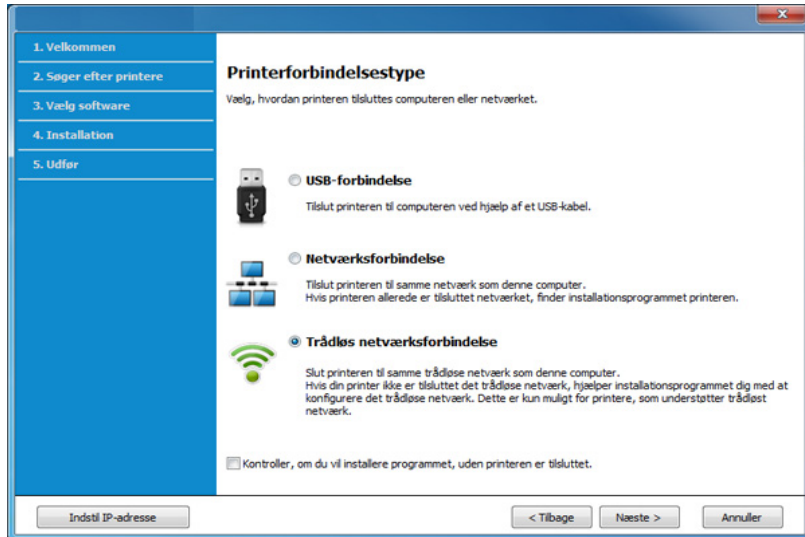 1. Velkommen
2. Søger efter printere
3. Vælg software
4. Installation
5. Udfør
Printerforbindelsestype
Vælg, hvordan printeren tilsluttes computeren eller netværket.
USB-forbindelse
Tilslut printeren til computeren ved hjælp af et USB-kabel.
Netværksforbindelse
Tilslut printeren til samme netværk som denne computer.
Hvis printeren allerede er tilsluttet netværket, finder installationsprogrammet printeren.
Trådløs netværksforbindelse
Slut printeren til samme trådløse netværk som denne computer.
Hvis din printer ikke er tilsluttet det trådløse netværk, hjælper installationsprogrammet dig med at
konfigurere det trådløse netværk. Dette er kun muligt for printere, som understøtter trådløst
netværk.
Kontroller, om du vil installere programmet, uden printeren er tilsluttet.
Indstil IP-adresse
< Tilbage
Næste >
Annuller